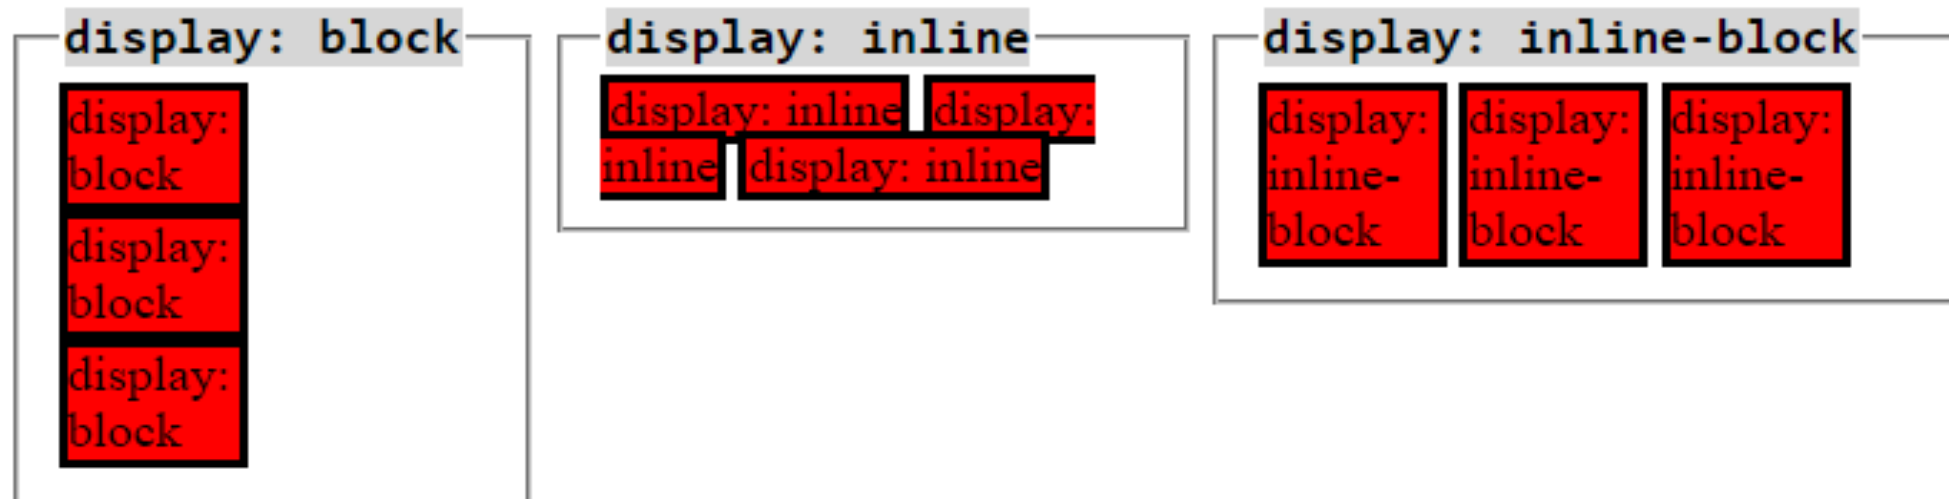 display: block
display:
block
display:
block
display:
block
display: inline
display: inline display:
inline display: inline
display: inline-block
display:
inline-
block
display:
inline-
block
display:
inline-
block